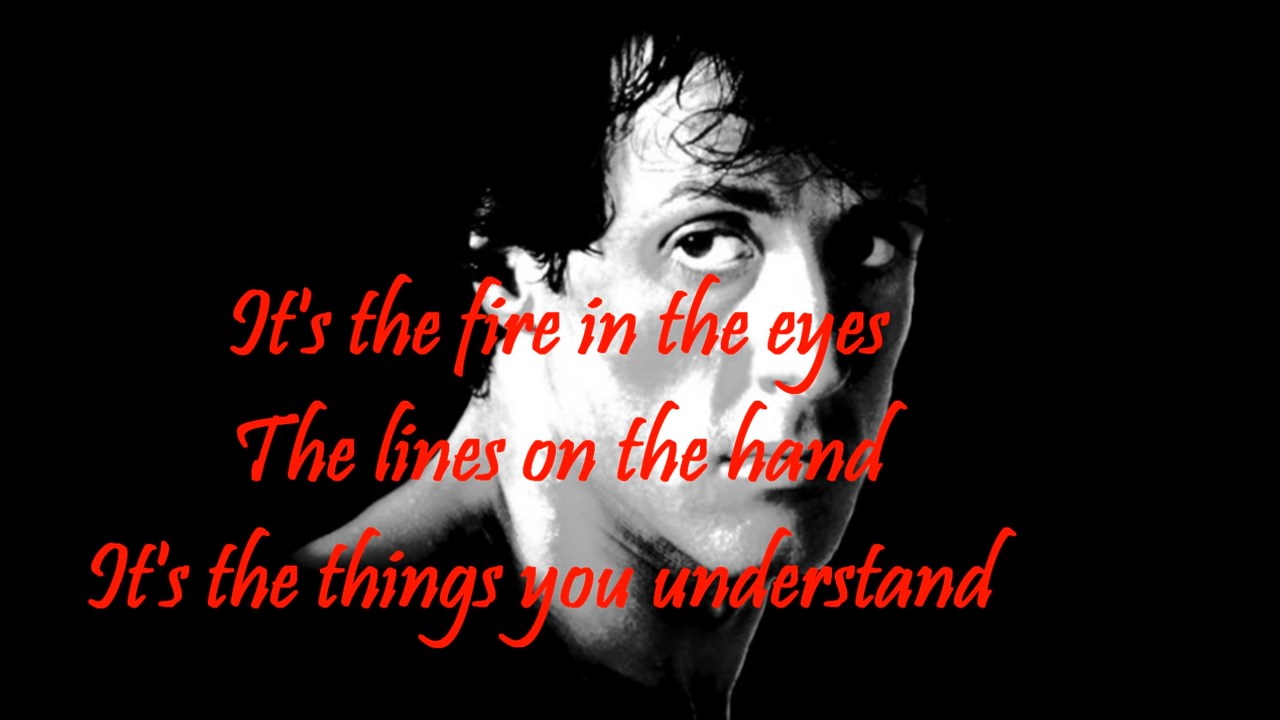 It's the fire in the eyes
The lines on the hand
It's the things you understand